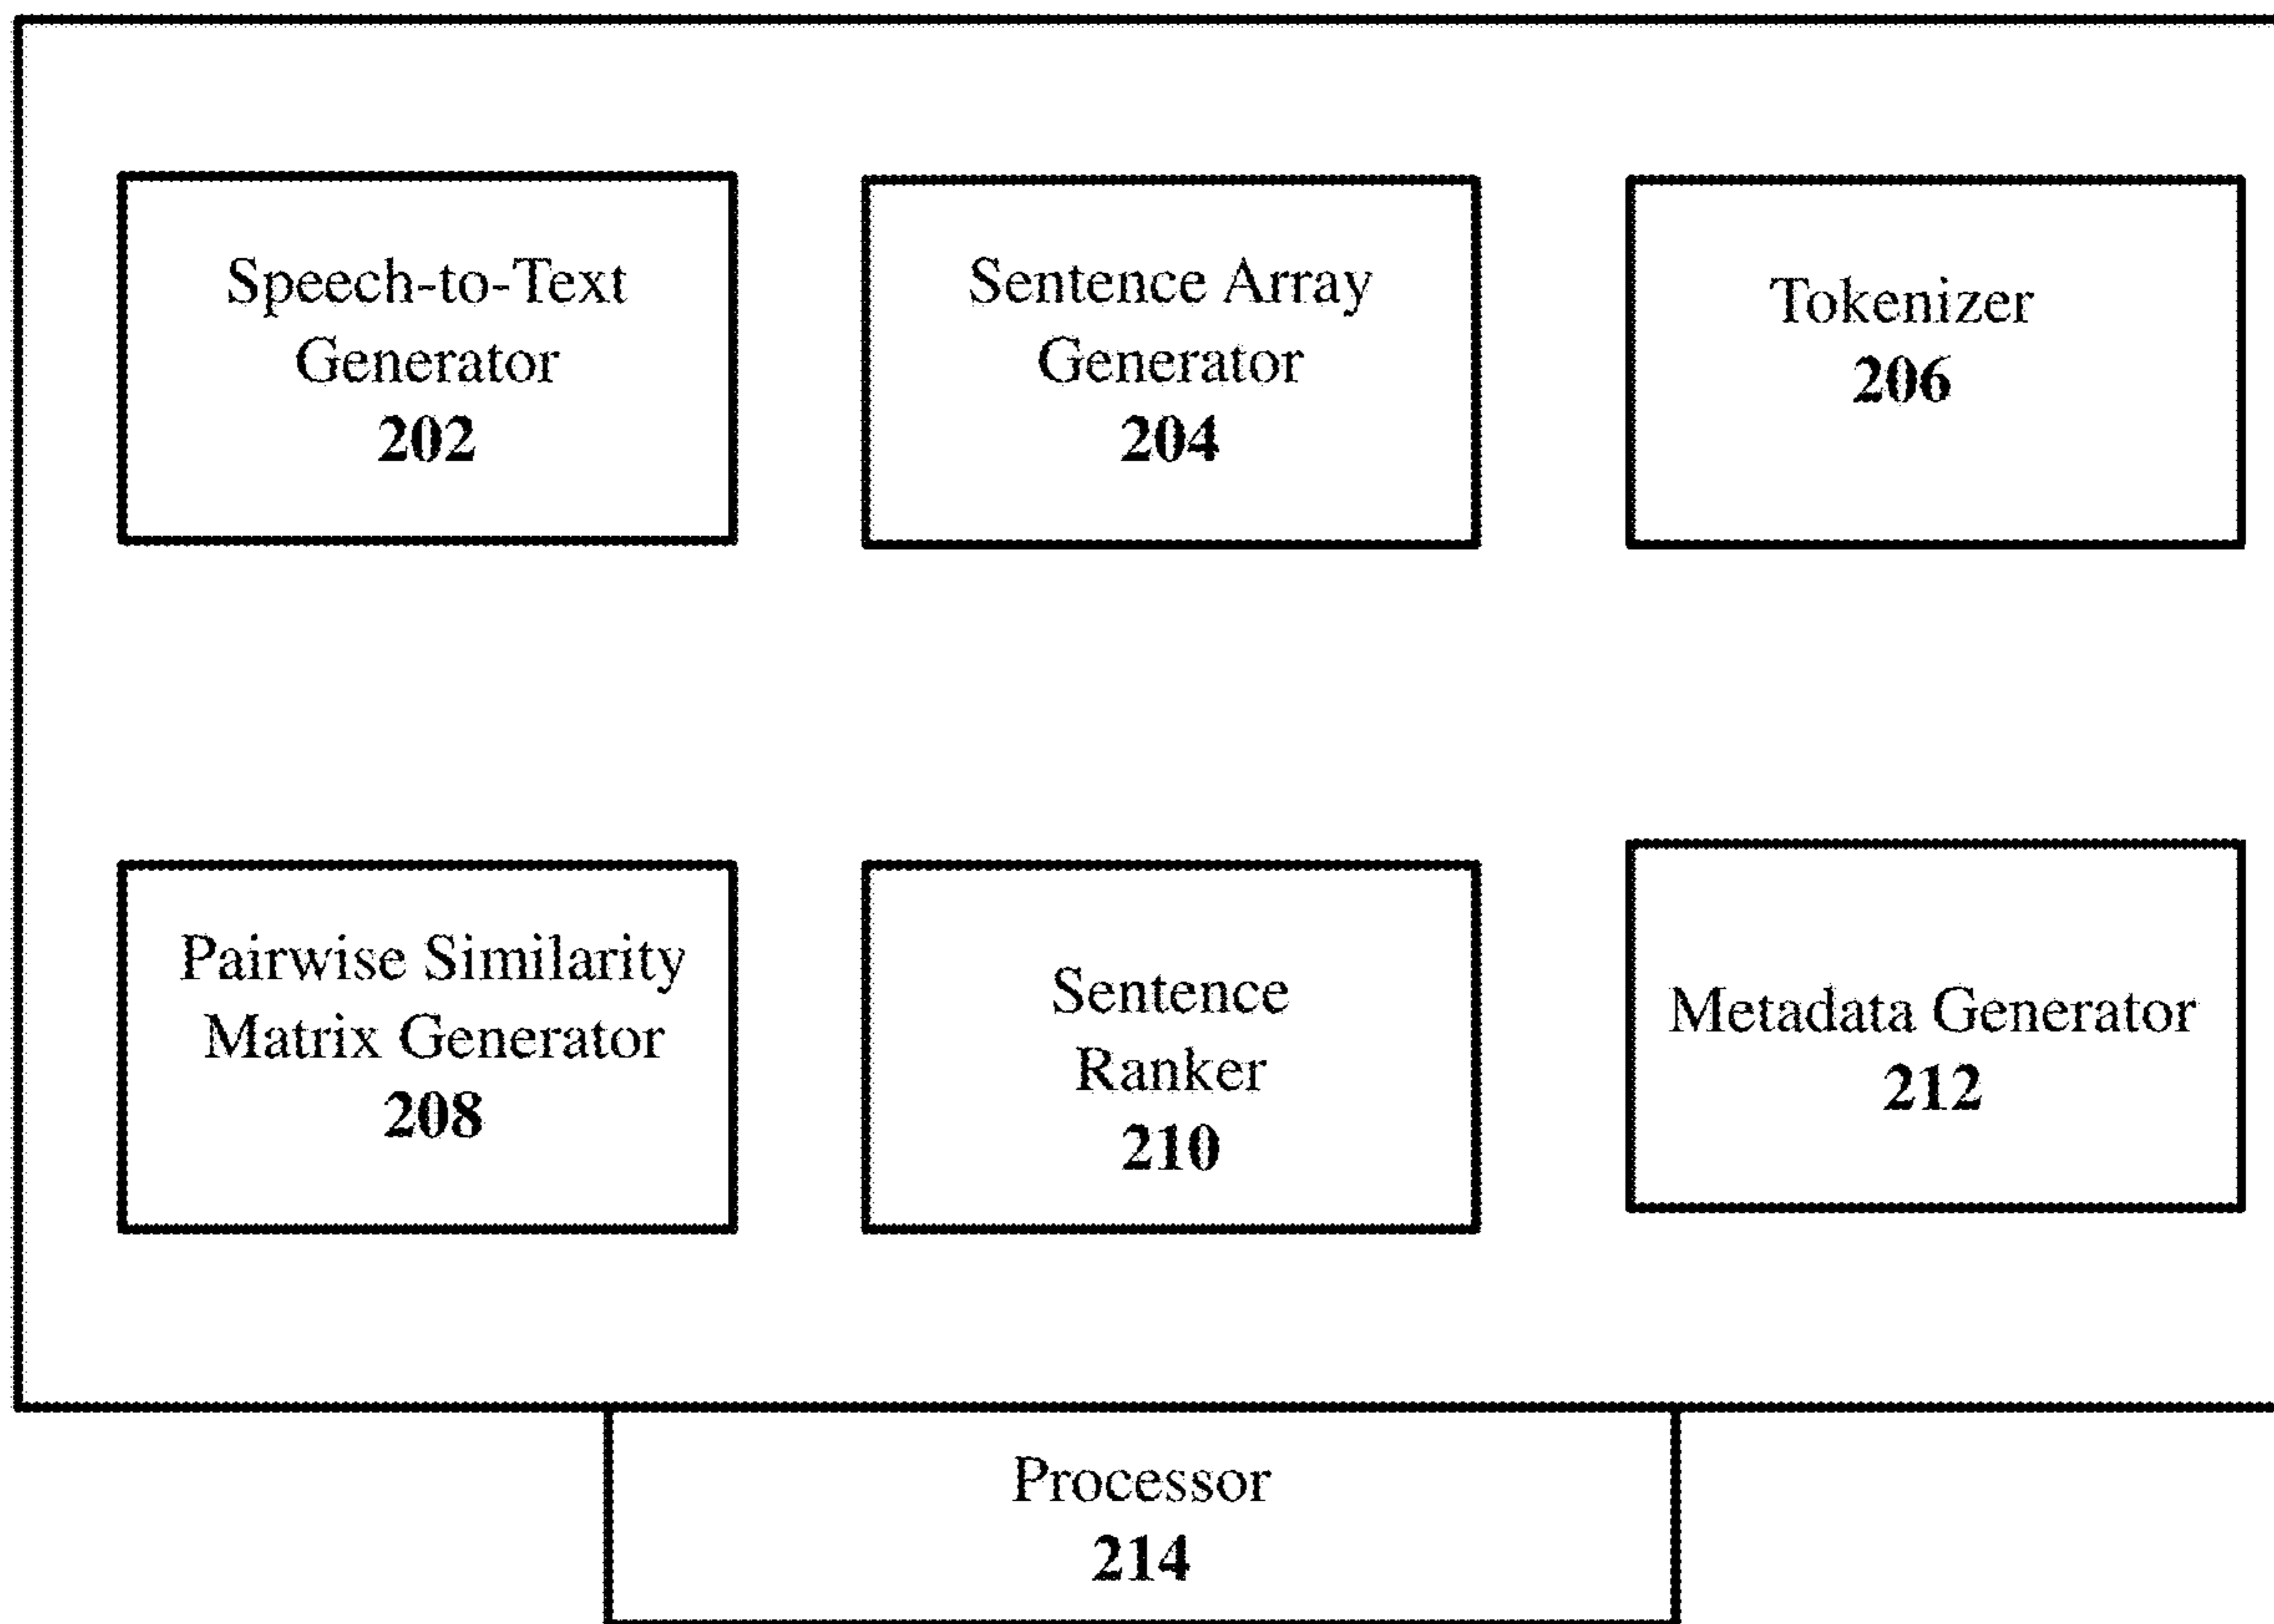 Speech-to-Text
Generator
202
Sentence Array
Generator
204
Tokenizer
206
Pairwise Similarity
Matrix Generator
208
Sentence
Ranker
210
Metadata Generator
212
Processor
214